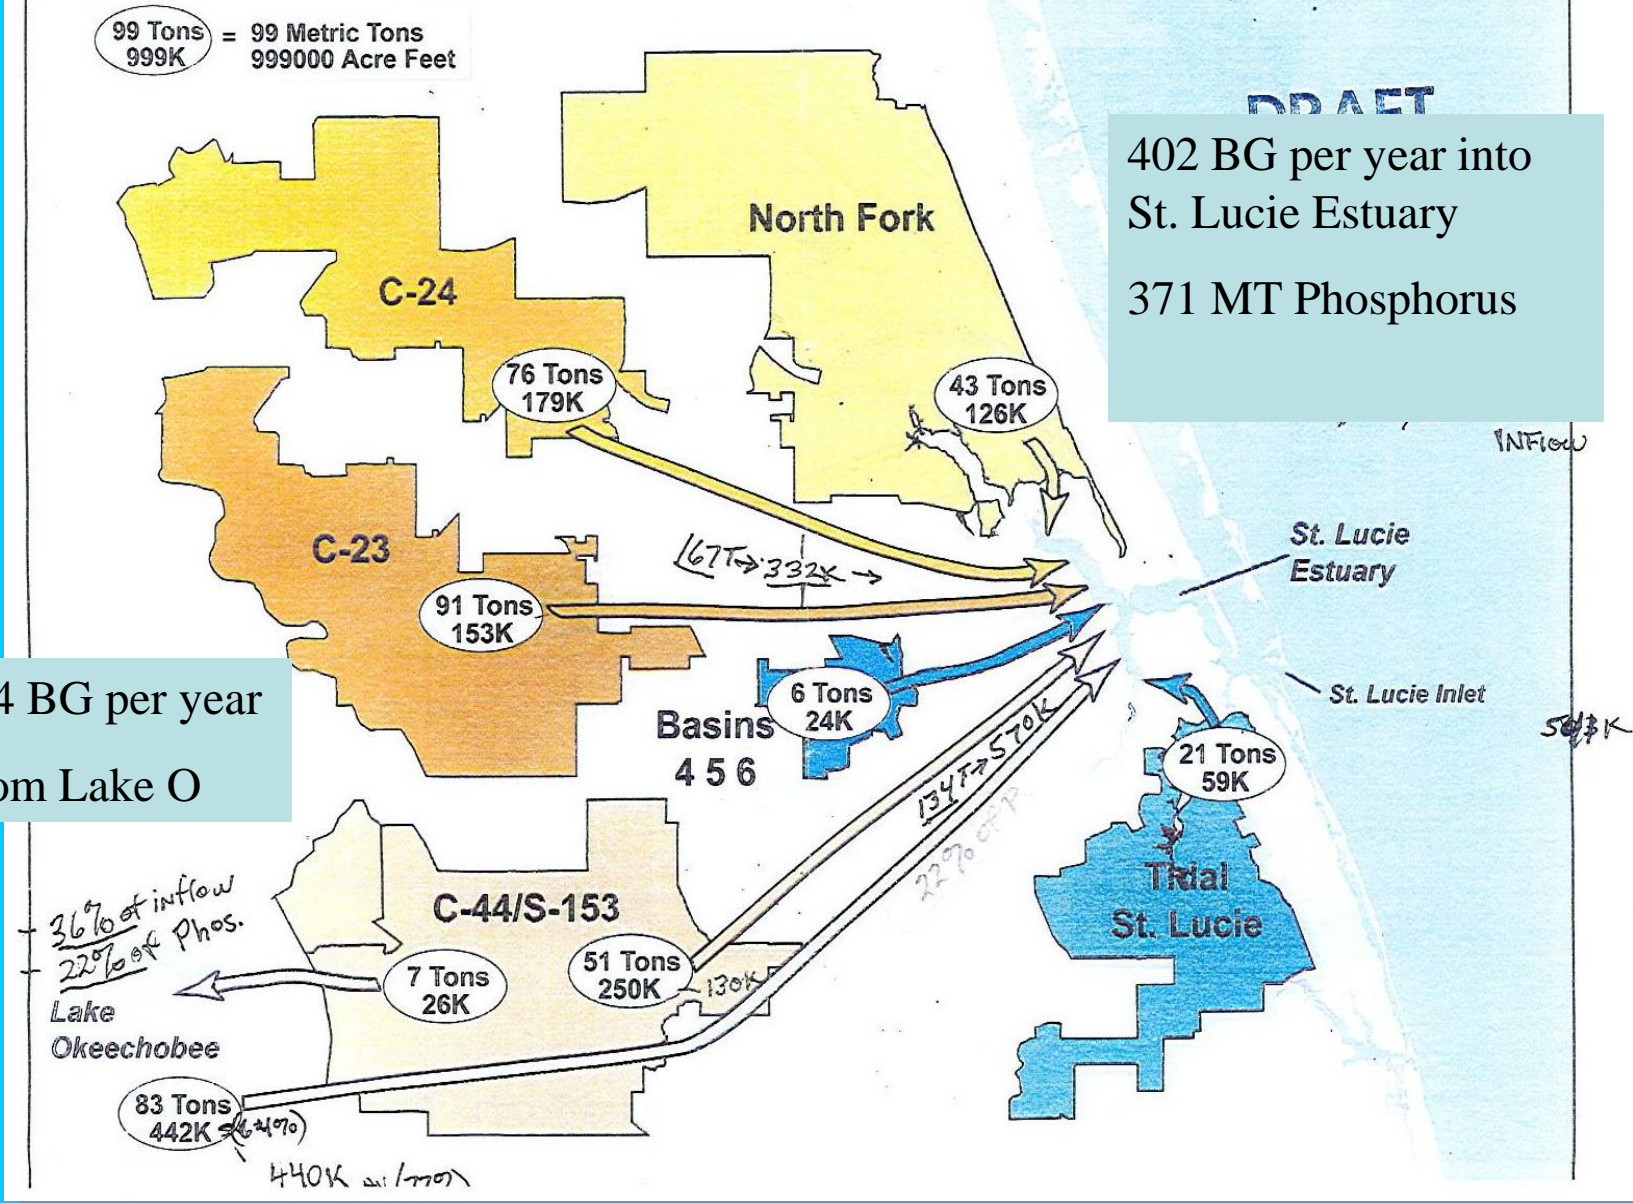 99 Tons
999K
= 99 Metric Tons
999000 Acre Feet
DRAFT
402 BG per year into
St. Lucie Estuary
371 MT Phosphorus
INFlow
North Fork
C-24
76 Tons
179K
43 Tons
126K
C-23
167T→ 332K →
St. Lucie
Estuary
91 Tons
153K
4 BG per year
om Lake O
6 Tons
24K
Basins
4 5 6
St. Lucie Inlet
21 Tons
59K
134T→570K
22% of P
Tidal
St. Lucie
C-44/S-153
36% of inflow
22% of Phos.
7 Tons
26K
51 Tons
250K
130K
Lake
Okeechobee
83 Tons
442K
440K